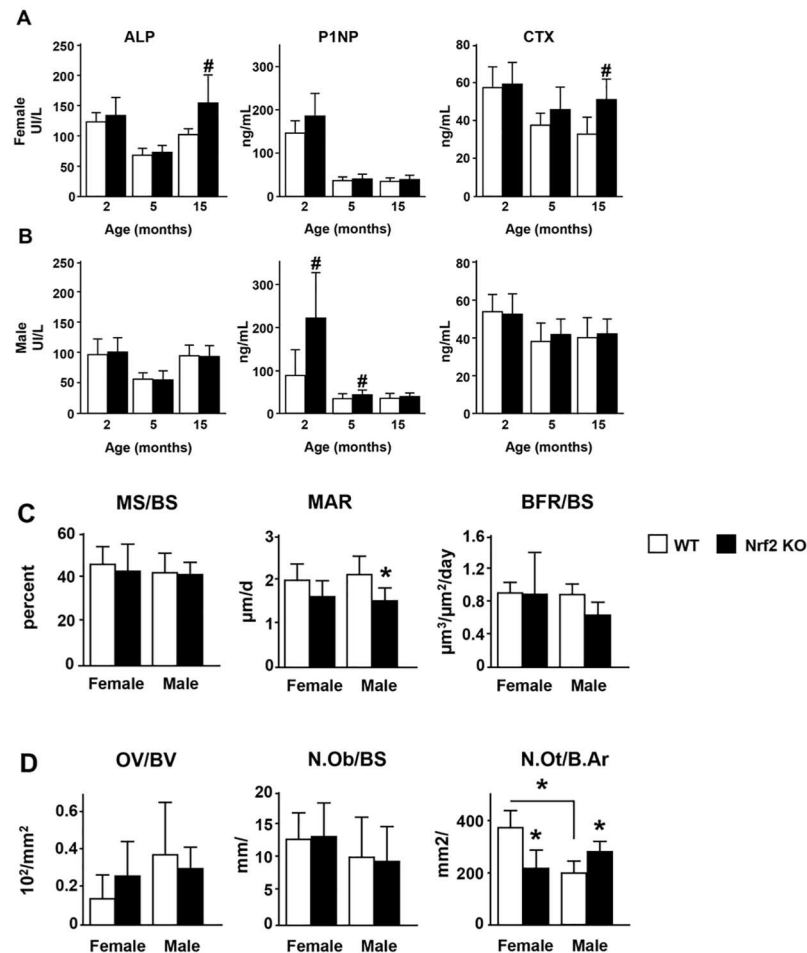 A
ALP P1NP CTX
Female
UI/L
250
200
150
100
50
0
#
2 5 15
Age (months)
ng/mL
300
200
100
0
2 5 15
Age (months)
ng/mL
80
60
40
20
0
#
2 5 15
Age (months)
B
Male
UI/L
250
200
150
100
50
0
2 5 15
Age (months)
ng/mL
300
200
100
0
#
#
2 5 15
Age (months)
ng/mL
80
60
40
20
0
2 5 15
Age (months)
C
MS/BS MAR BFR/BS
percent
60
40
20
0
Female Male
µm/d
3
2
1
0
*
Female Male
µm³/µm²/day
1.6
1.2
0.8
0.4
0
Female Male
WT Nrf2 KO
D
OV/BV N.Ob/BS N.Ot/B.Ar
10²/mm²
0.6
0.4
0.2
0
Female Male
mm/
20
15
10
5
0
Female Male
mm2/
400
200
0
*
*
*
Female Male